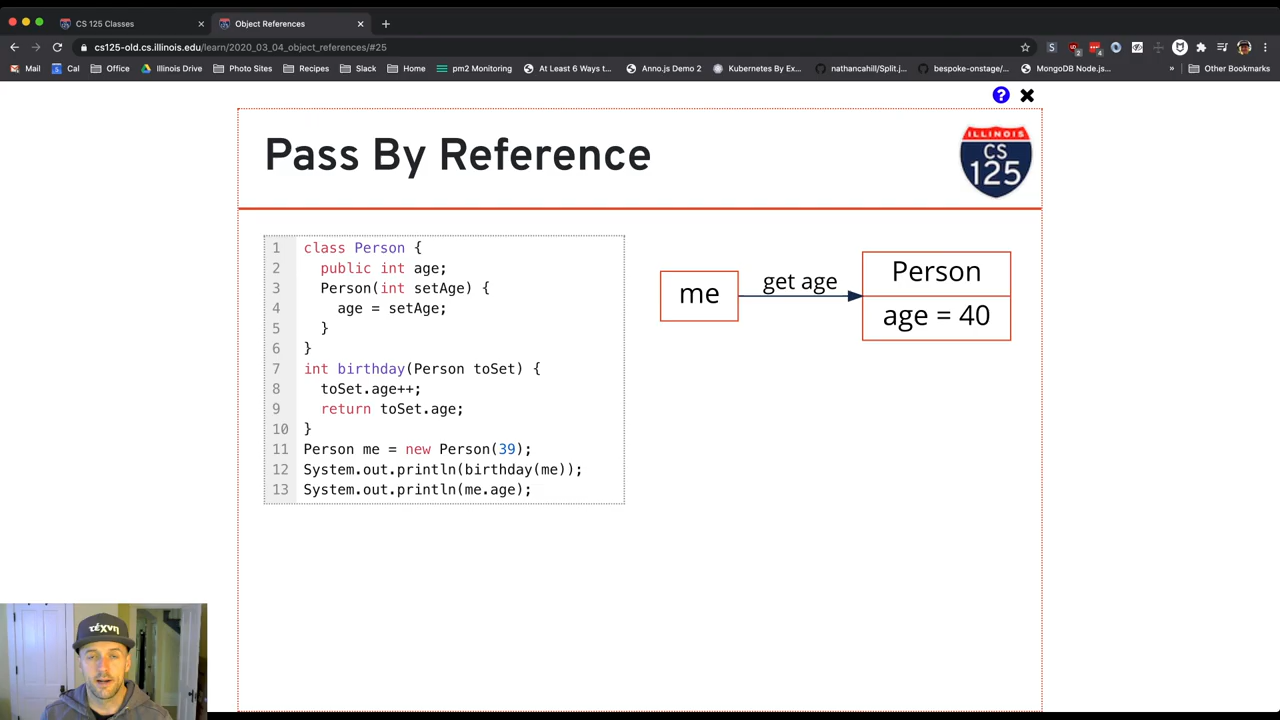 CS 125 Classes
Object References
cs125-old.cs.illinois.edu/learn/2020_03_04_object_references/#25
Mail
Cal
Office
Illinois Drive
Photo Sites
Recipes
Slack
Home
pm2 Monitoring
At Least 6 Ways t...
Anno.js Demo 2
Kubernetes By Ex...
nathancahill/Split.j...
bespoke-onstage/...
MongoDB Node.js...
»
Other Bookmarks
?
Pass By Reference
ILLINOIS
CS
125
1 class Person {
2 public int age;
3 Person(int setAge) {
4 age = setAge;
5 }
6 }
7 int birthday(Person toSet) {
8 toSet.age++;
9 return toSet.age;
10 }
11 Person me = new Person(39);
12 System.out.println(birthday(me));
13 System.out.println(me.age);
me
get age
Person
age = 40
τέχνη